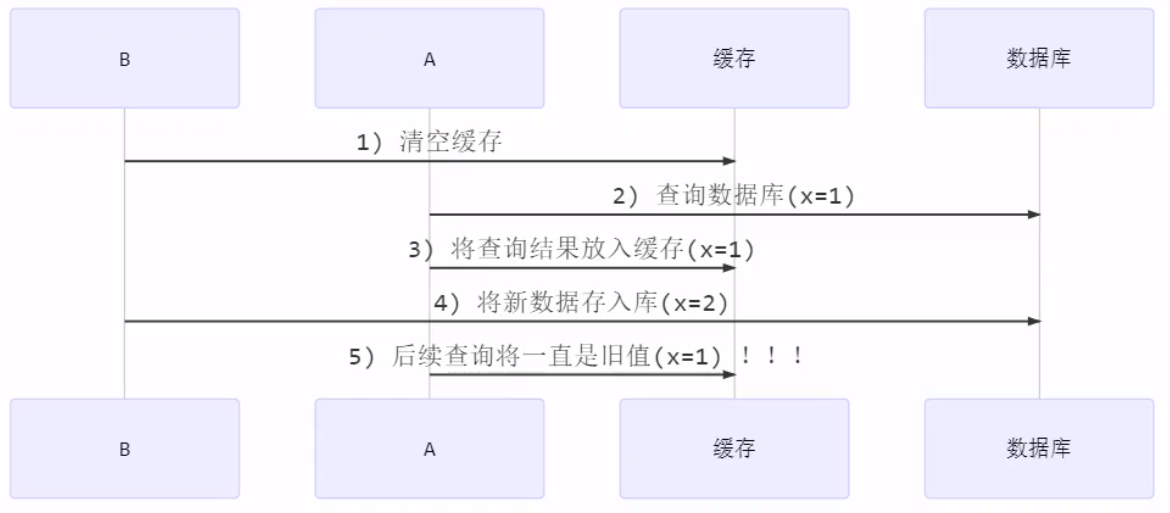 B
A
缓存
数据库
1) 清空缓存
2) 查询数据库(x=1)
3) 将查询结果放入缓存(x=1)
4) 将新数据存入库(x=2)
5) 后续查询将一直是旧值(x=1) ！！！
B
A
缓存
数据库